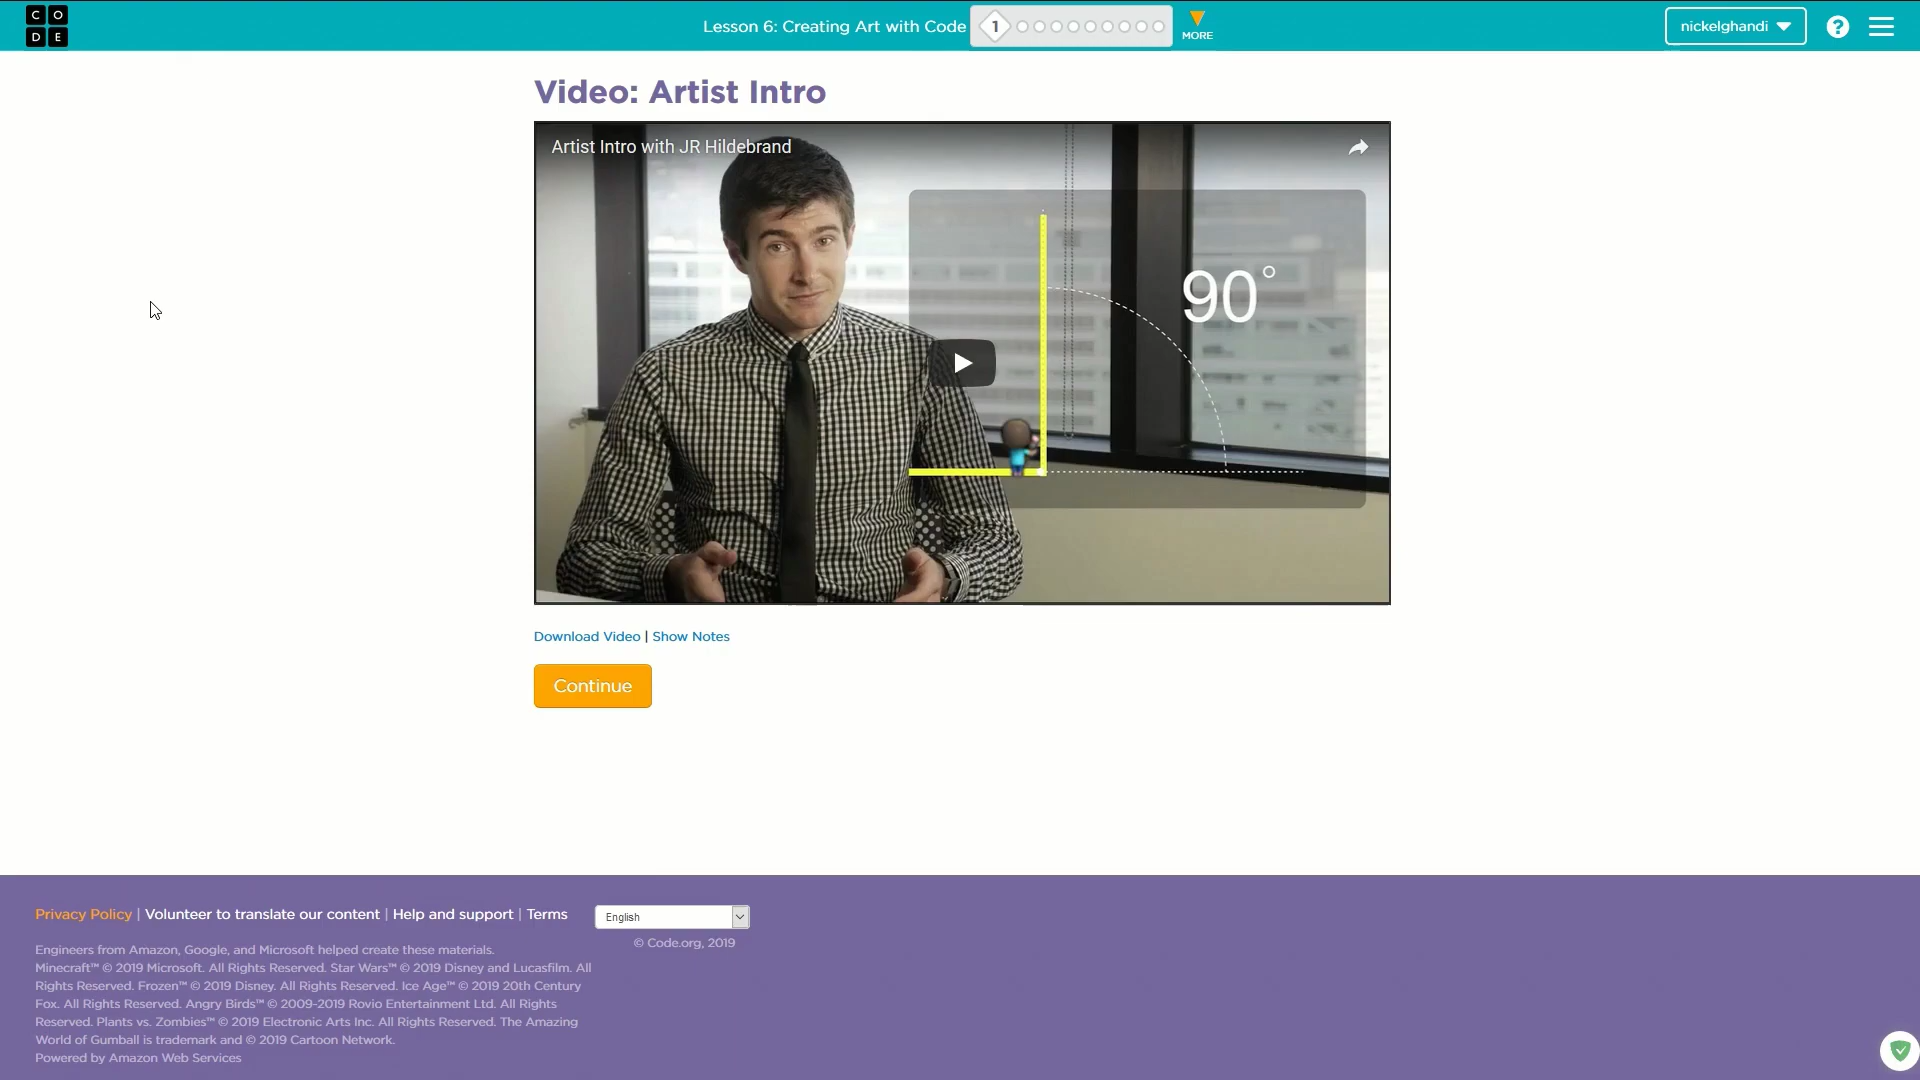 CO
DE
Lesson 6: Creating Art with Code
1
MORE
nickelghandi
?
Video: Artist Intro
Artist Intro with JR Hildebrand
90°
Download Video | Show Notes
Continue
Privacy Policy | Volunteer to translate our content | Help and support | Terms
English
© Code.org, 2019
Engineers from Amazon, Google, and Microsoft helped create these materials.
Minecraft™ © 2019 Microsoft. All Rights Reserved. Star Wars™ © 2019 Disney and Lucasfilm. All
Rights Reserved. Frozen™ © 2019 Disney. All Rights Reserved. Ice Age™ © 2019 20th Century
Fox. All Rights Reserved. Angry Birds™ © 2009-2019 Rovio Entertainment Ltd. All Rights
Reserved. Plants vs. Zombies™ © 2019 Electronic Arts Inc. All Rights Reserved. The Amazing
World of Gumball is trademark and © 2019 Cartoon Network.
Powered by Amazon Web Services